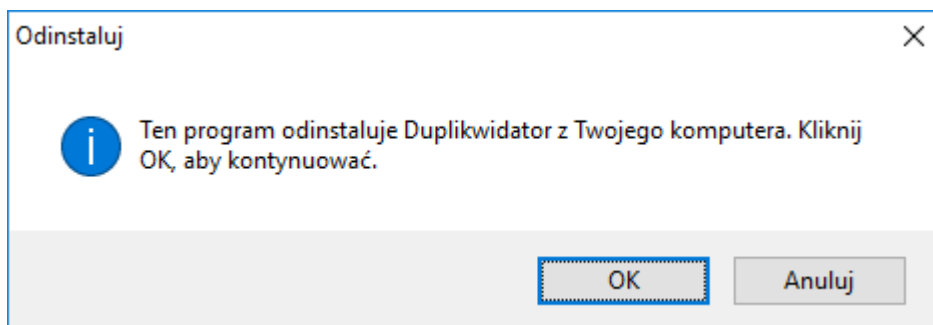 Odinstaluj
Ten program odinstaluje Duplikwidator z Twojego komputera. Kliknij
OK, aby kontynuować.
OK
Anuluj